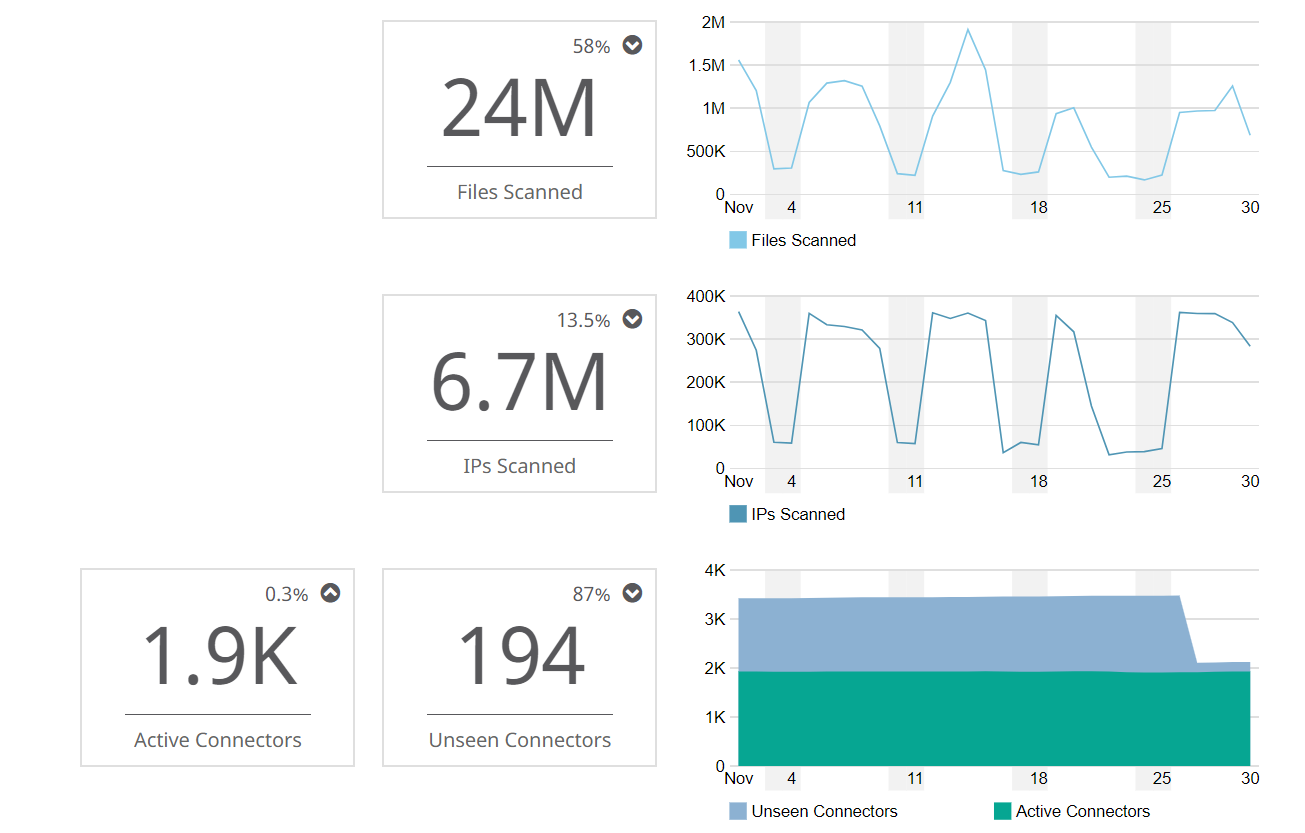 58%
24M
Files Scanned
2M
1.5M
1M
500K
0
Nov 4 11 18 25 30
Files Scanned
13.5%
6.7M
IPs Scanned
400K
300K
200K
100K
0
Nov 4 11 18 25 30
IPs Scanned
0.3%
1.9K
Active Connectors
87%
194
Unseen Connectors
4K
3K
2K
1K
0
Nov 4 11 18 25 30
Unseen Connectors Active Connectors